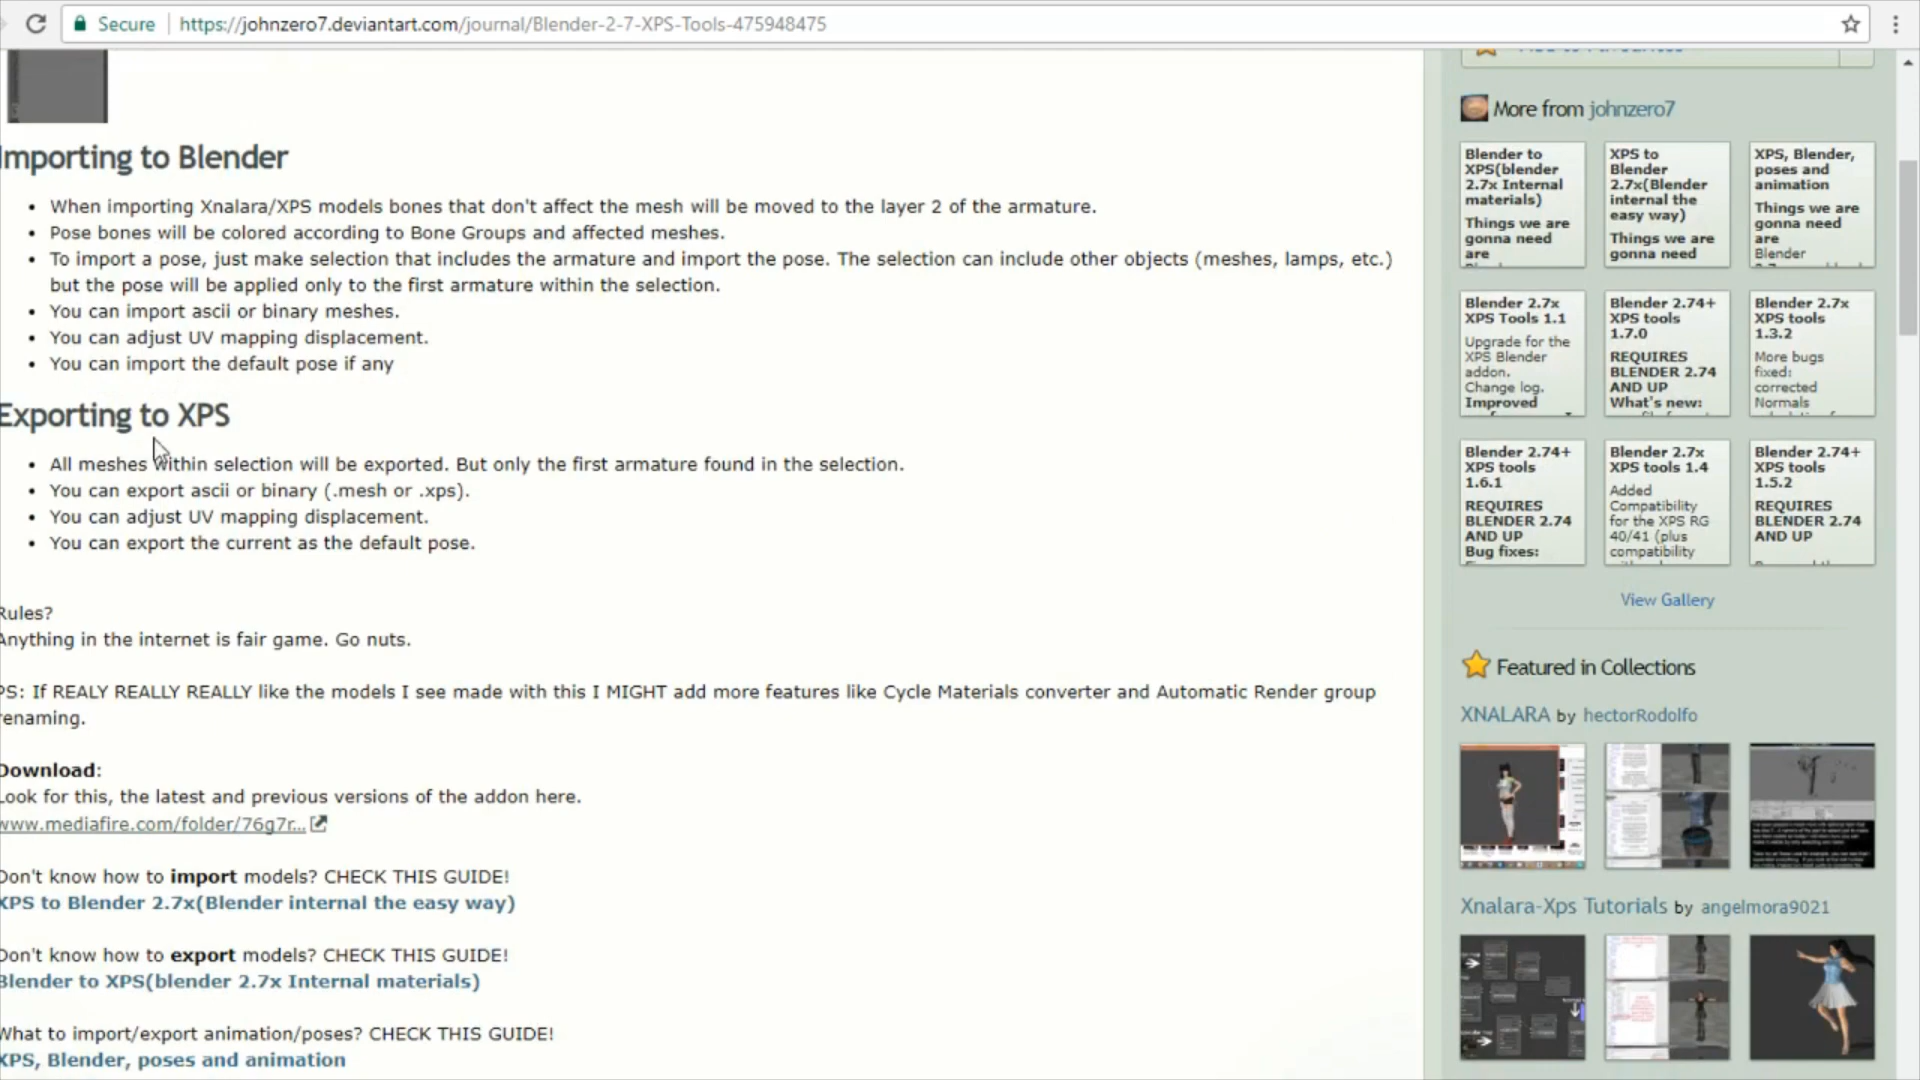 Secure https://johnzero7.deviantart.com/journal/Blender-2-7-XPS-Tools-475948475
Importing to Blender
• When importing Xnalara/XPS models bones that don't affect the mesh will be moved to the layer 2 of the armature.
• Pose bones will be colored according to Bone Groups and affected meshes.
• To import a pose, just make selection that includes the armature and import the pose. The selection can include other objects (meshes, lamps, etc.)
but the pose will be applied only to the first armature within the selection.
• You can import ascii or binary meshes.
• You can adjust UV mapping displacement.
• You can import the default pose if any
Exporting to XPS
• All meshes within selection will be exported. But only the first armature found in the selection.
• You can export ascii or binary (.mesh or .xps).
• You can adjust UV mapping displacement.
• You can export the current as the default pose.
Rules?
Anything in the internet is fair game. Go nuts.
PS: If REALY REALLY REALLY like the models I see made with this I MIGHT add more features like Cycle Materials converter and Automatic Render group
renaming.
Download:
Look for this, the latest and previous versions of the addon here.
www.mediafire.com/folder/76g7r...
Don't know how to import models? CHECK THIS GUIDE!
XPS to Blender 2.7x(Blender internal the easy way)
Don't know how to export models? CHECK THIS GUIDE!
Blender to XPS(blender 2.7x Internal materials)
What to import/export animation/poses? CHECK THIS GUIDE!
XPS, Blender, poses and animation
More from johnzero7
Blender to
XPS(blender
2.7x Internal
materials)
Things we are
gonna need
are
XPS to
Blender
2.7x(Blender
internal the
easy way)
Things we are
gonna need
XPS, Blender,
poses and
animation
Things we are
gonna need
are
Blender
Blender 2.7x
XPS Tools 1.1
Upgrade for the
XPS Blender
addon.
Change log.
Improved
Blender 2.74+
XPS tools
1.7.0
REQUIRES
BLENDER 2.74
AND UP
What's new:
Blender 2.7x
XPS tools
1.3.2
More bugs
fixed:
corrected
Normals
Blender 2.74+
XPS tools
1.6.1
REQUIRES
BLENDER 2.74
AND UP
Bug fixes:
Blender 2.7x
XPS tools 1.4
Added
Compatibility
for the XPS RG
40/41 (plus
compatibility
Blender 2.74+
XPS tools
1.5.2
REQUIRES
BLENDER 2.74
AND UP
View Gallery
Featured in Collections
XNALARA by hectorRodolfo
Xnalara-Xps Tutorials by angelmora9021